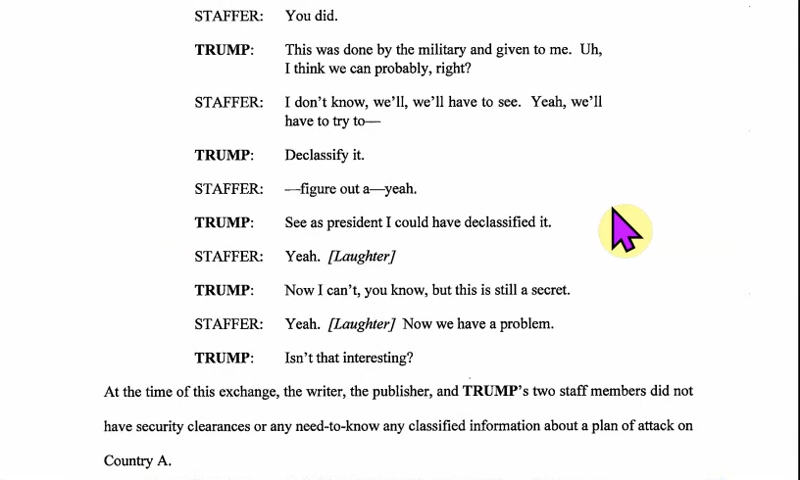 STAFFER: You did.
TRUMP: This was done by the military and given to me. Uh,
I think we can probably, right?
STAFFER: I don't know, we'll, we'll have to see. Yeah, we'll
have to try to—
TRUMP: Declassify it.
STAFFER: —figure out a—yeah.
TRUMP: See as president I could have declassified it.
STAFFER: Yeah. [Laughter]
TRUMP: Now I can't, you know, but this is still a secret.
STAFFER: Yeah. [Laughter] Now we have a problem.
TRUMP: Isn't that interesting?
At the time of this exchange, the writer, the publisher, and TRUMP's two staff members did not
have security clearances or any need-to-know any classified information about a plan of attack on
Country A.